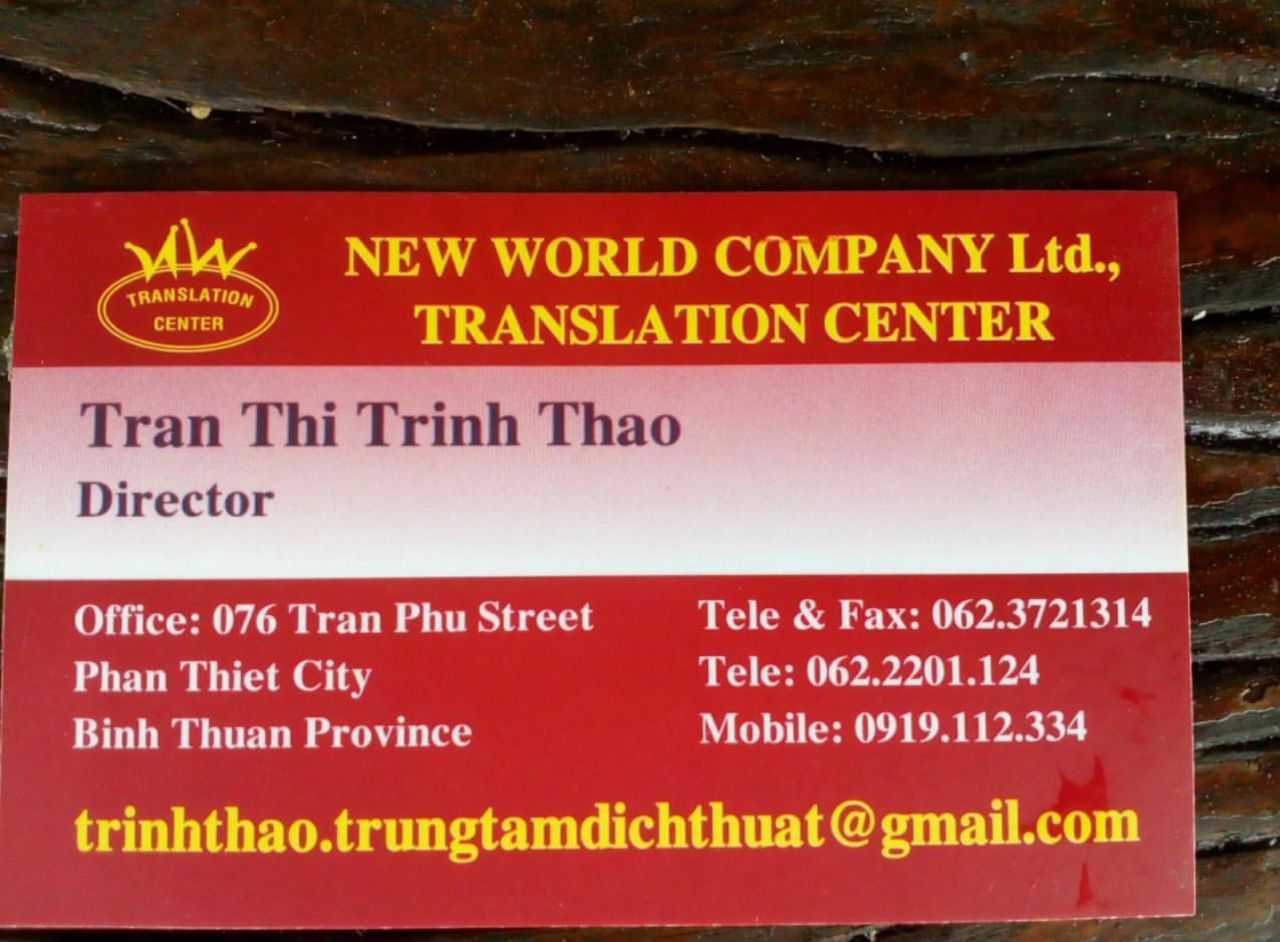 NW
TRANSLATION
CENTER
NEW WORLD COMPANY Ltd.,
TRANSLATION CENTER
Tran Thi Trinh Thao
Director
Office: 076 Tran Phu Street
Phan Thiet City
Binh Thuan Province
Tele & Fax: 062.3721314
Tele: 062.2201.124
Mobile: 0919.112.334
trinhthao.trungtamdichthuat@gmail.com